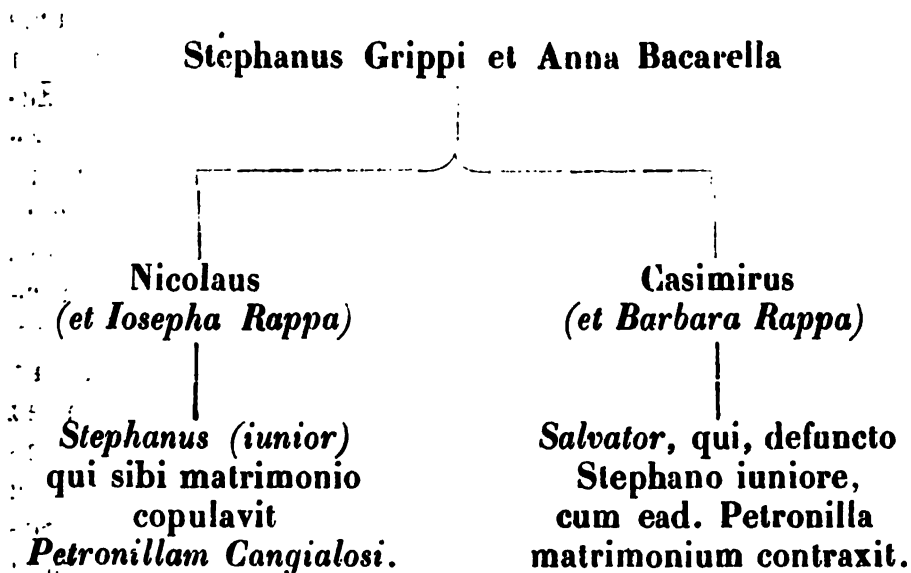 Stephanus Grippi et Anna Bacarella
Nicolaus
(et Iosepha Rappa)
Casimirus
(et Barbara Rappa)
Stephanus (iunior)
qui sibi matrimonio
copulavit
Petronillam Cangialosi.
Salvator, qui, defuncto
Stephano iuniore,
cum ead. Petronilla
matrimonium contraxit.